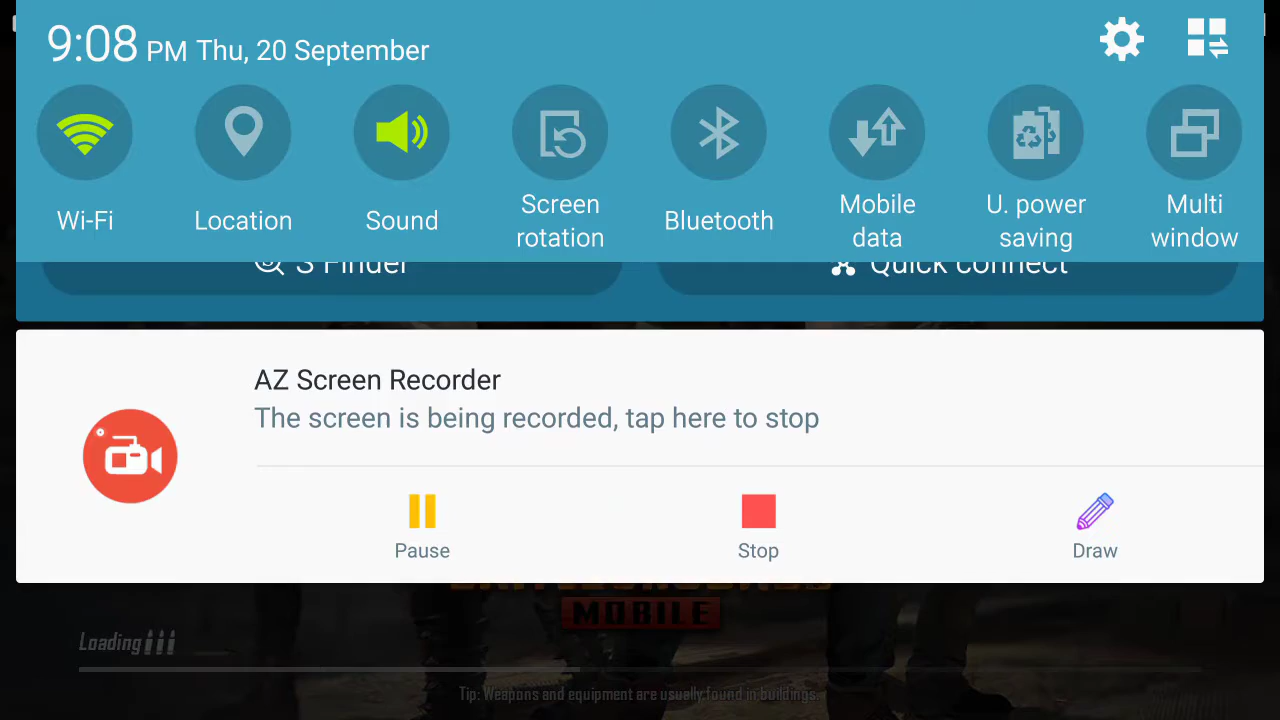 9:08 PM Thu, 20 September
Wi-Fi
Location
Sound
Screen
rotation
Bluetooth
Mobile
data
U. power
saving
Multi
window
S Finder
Quick connect
AZ Screen Recorder
The screen is being recorded, tap here to stop
Pause
Stop
Draw
MOBILE
Loading
Tip: Weapons and equipment are usually found in buildings.